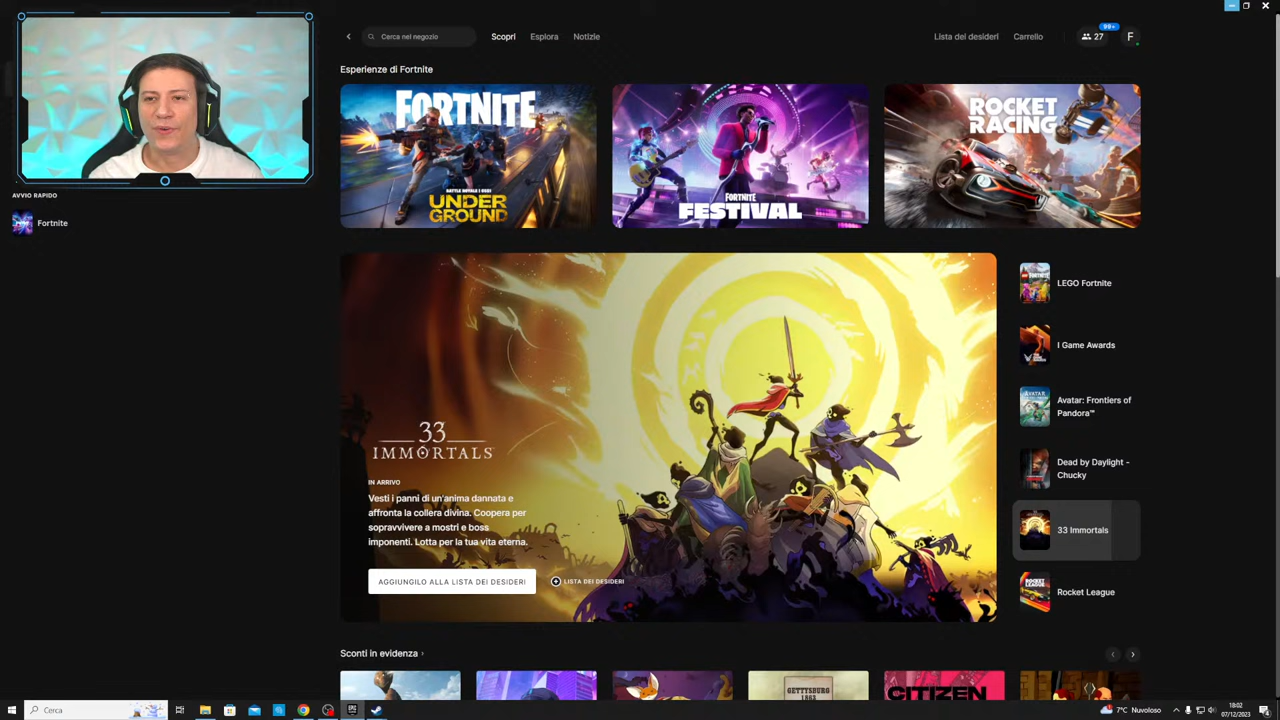 Cerca nel negozio
Scopri
Esplora
Notizie
Lista dei desideri
Carrello
99+
27
F
AVVIO RAPIDO
Fortnite
Esperienze di Fortnite
FORTNITE
BATTLE ROYALE
UNDER
GROUND
FORTNITE
FESTIVAL
ROCKET
RACING
33
IMMORTALS
IN ARRIVO
Vesti i panni di un'anima dannata e
affronta la collera divina. Coopera per
sopravvivere a mostri e boss
imponenti. Lotta per la tua vita eterna.
AGGIUNGILO ALLA LISTA DEI DESIDERI
LISTA DEI DESIDERI
LEGO Fortnite
I Game Awards
Avatar: Frontiers of
Pandora™
Dead by Daylight -
Chucky
33 Immortals
Rocket League
Sconti in evidenza
GETTYSBURG
1863
CITIZEN
Cerca
7°C Nuvoloso
18:02
07/12/2023